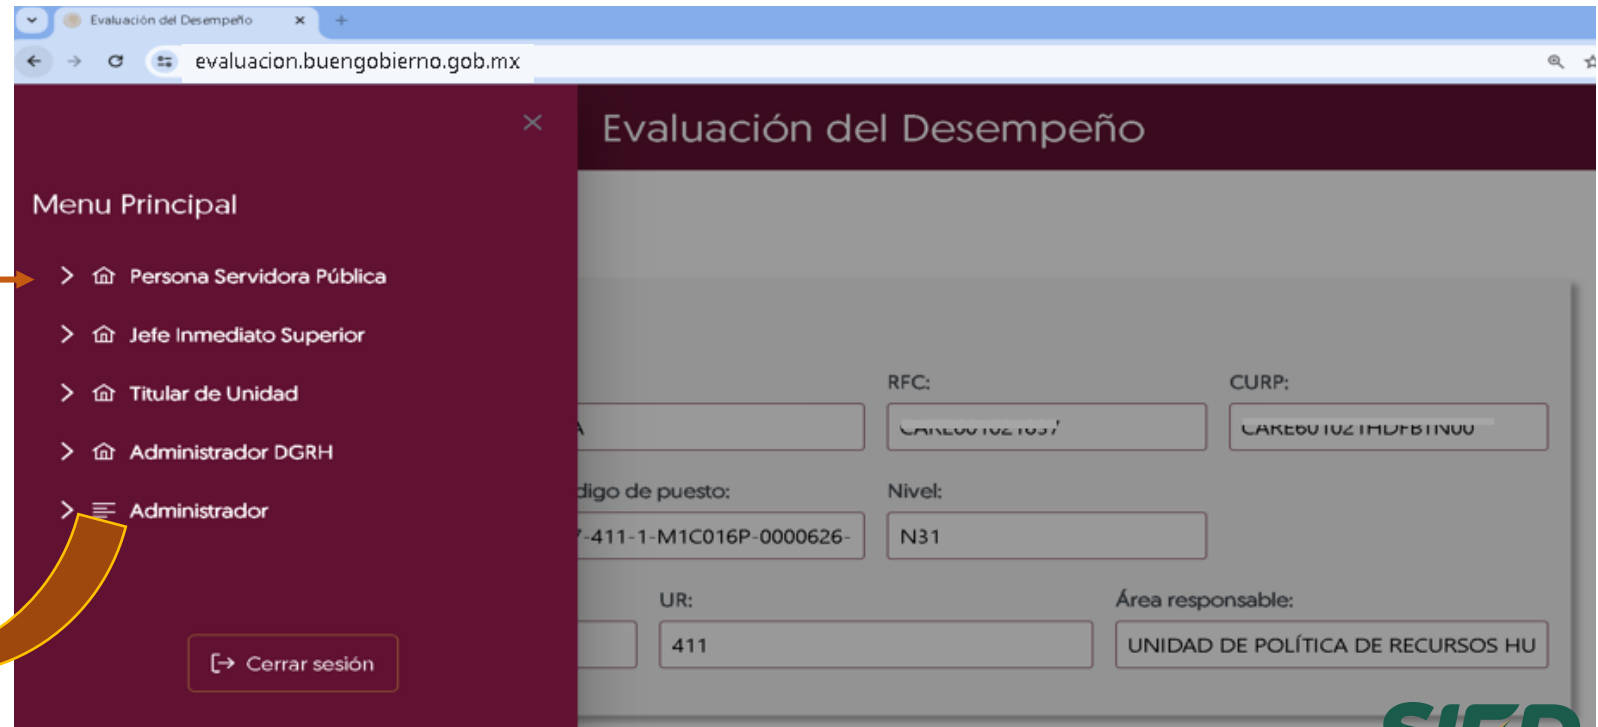 Evaluación del Desempeño
evaluacion.buengobierno.gob.mx
Evaluación del Desempeño
Menu Principal
Persona Servidora Pública
Jefe Inmediato Superior
Titular de Unidad
Administrador DGRH
Administrador
Cerrar sesión
RFC:
CURP:
A
digo de puesto:
Nivel:
-411-1-M1C016P-0000626-
N31
UR:
Área responsable:
411
UNIDAD DE POLÍTICA DE RECURSOS HU